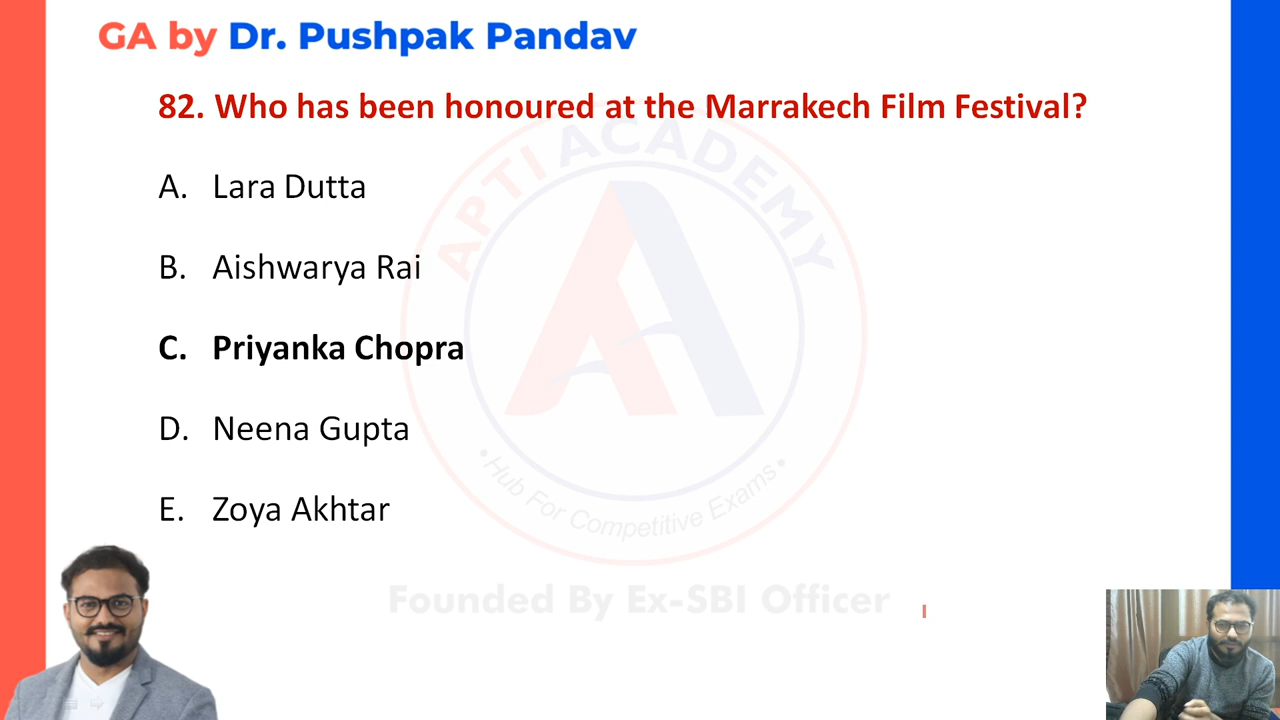 GA by Dr. Pushpak Pandav
82. Who has been honoured at the Marrakech Film Festival?
APTI ACADEMY
A. Lara Dutta
B. Aishwarya Rai
C. Priyanka Chopra
D. Neena Gupta
E. Zoya Akhtar
•Hub For Competitive Exams•
Founded By Ex-SBI Officer